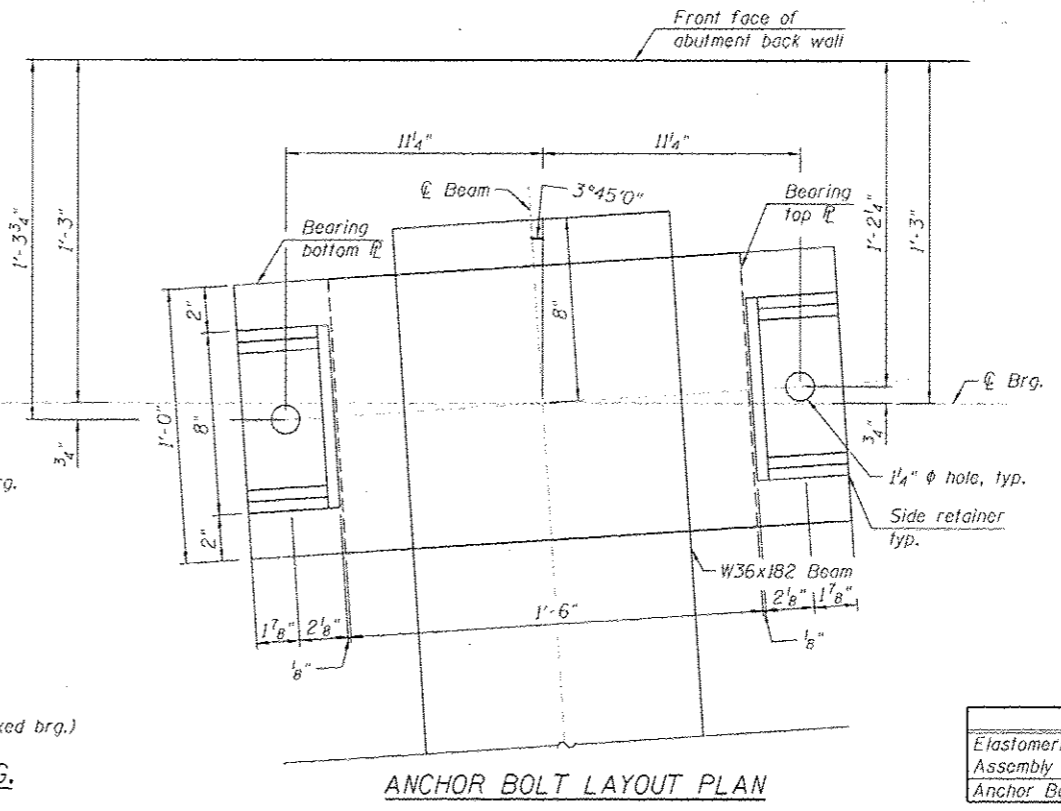 Front face of
abutment back wall
11¼" 11¼"
℄ Beam 3°45'0"
Bearing
top ℙL
Bearing
bottom ℙL
1'-3¾" 1'-3" 1'-2¼" 1'-3"
2" 8"
1'-0" 8"
℄ Brg.
¾" ¾"
rg.
1¼" ϕ hole, typ.
Side retainer
typ.
2"
W36x182 Beam
1⅞" 2⅛" 1'-6" 2⅛" 1⅞"
⅛" ⅛"
xed brg.)
G.
ANCHOR BOLT LAYOUT PLAN
Elastomer
Assembly
Anchor Bo